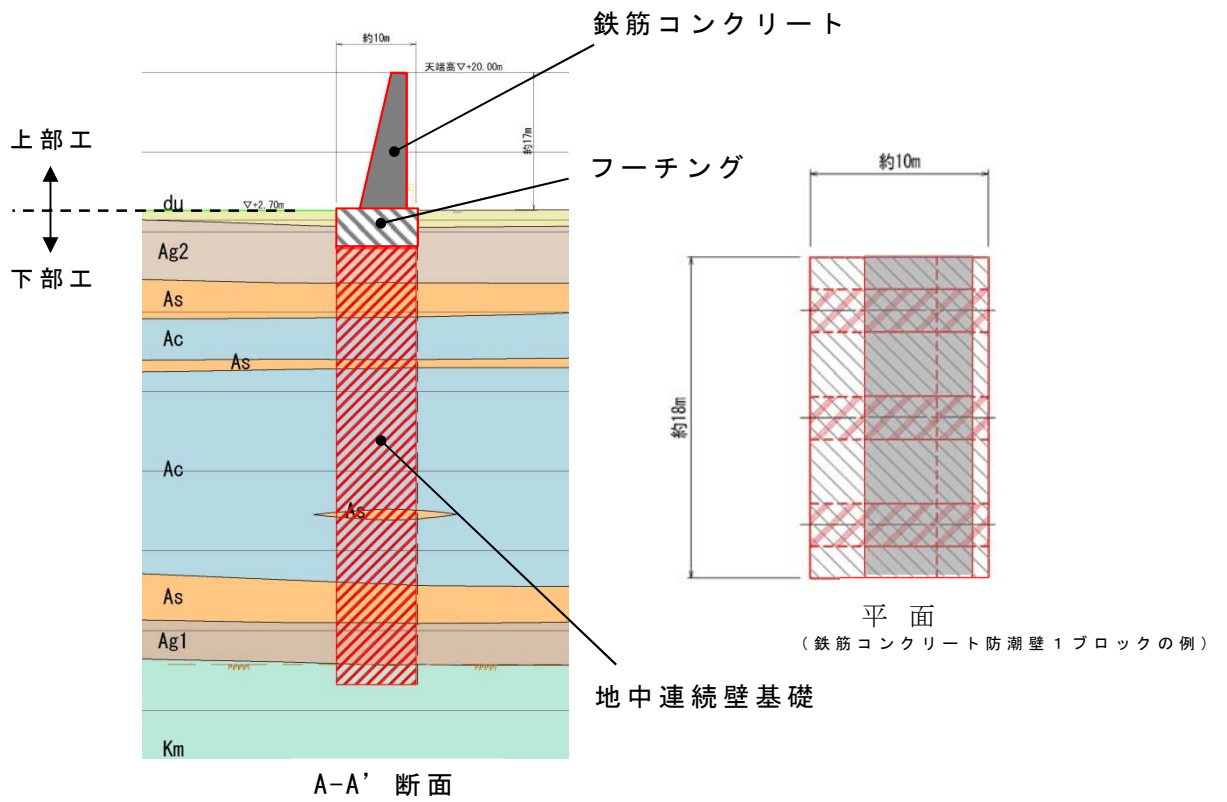 鉄筋コンクリート
約10m
天端高▽+20.00m
上部工
約17m
フーチング
約10m
du
▽+2.70m
Ag2
下部工
As
Ac
As
約18m
Ac
As
As
平 面
Ag1
(鉄筋コンクリート防潮壁1ブロックの例)
地中連続壁基礎
Km
A-A’ 断面